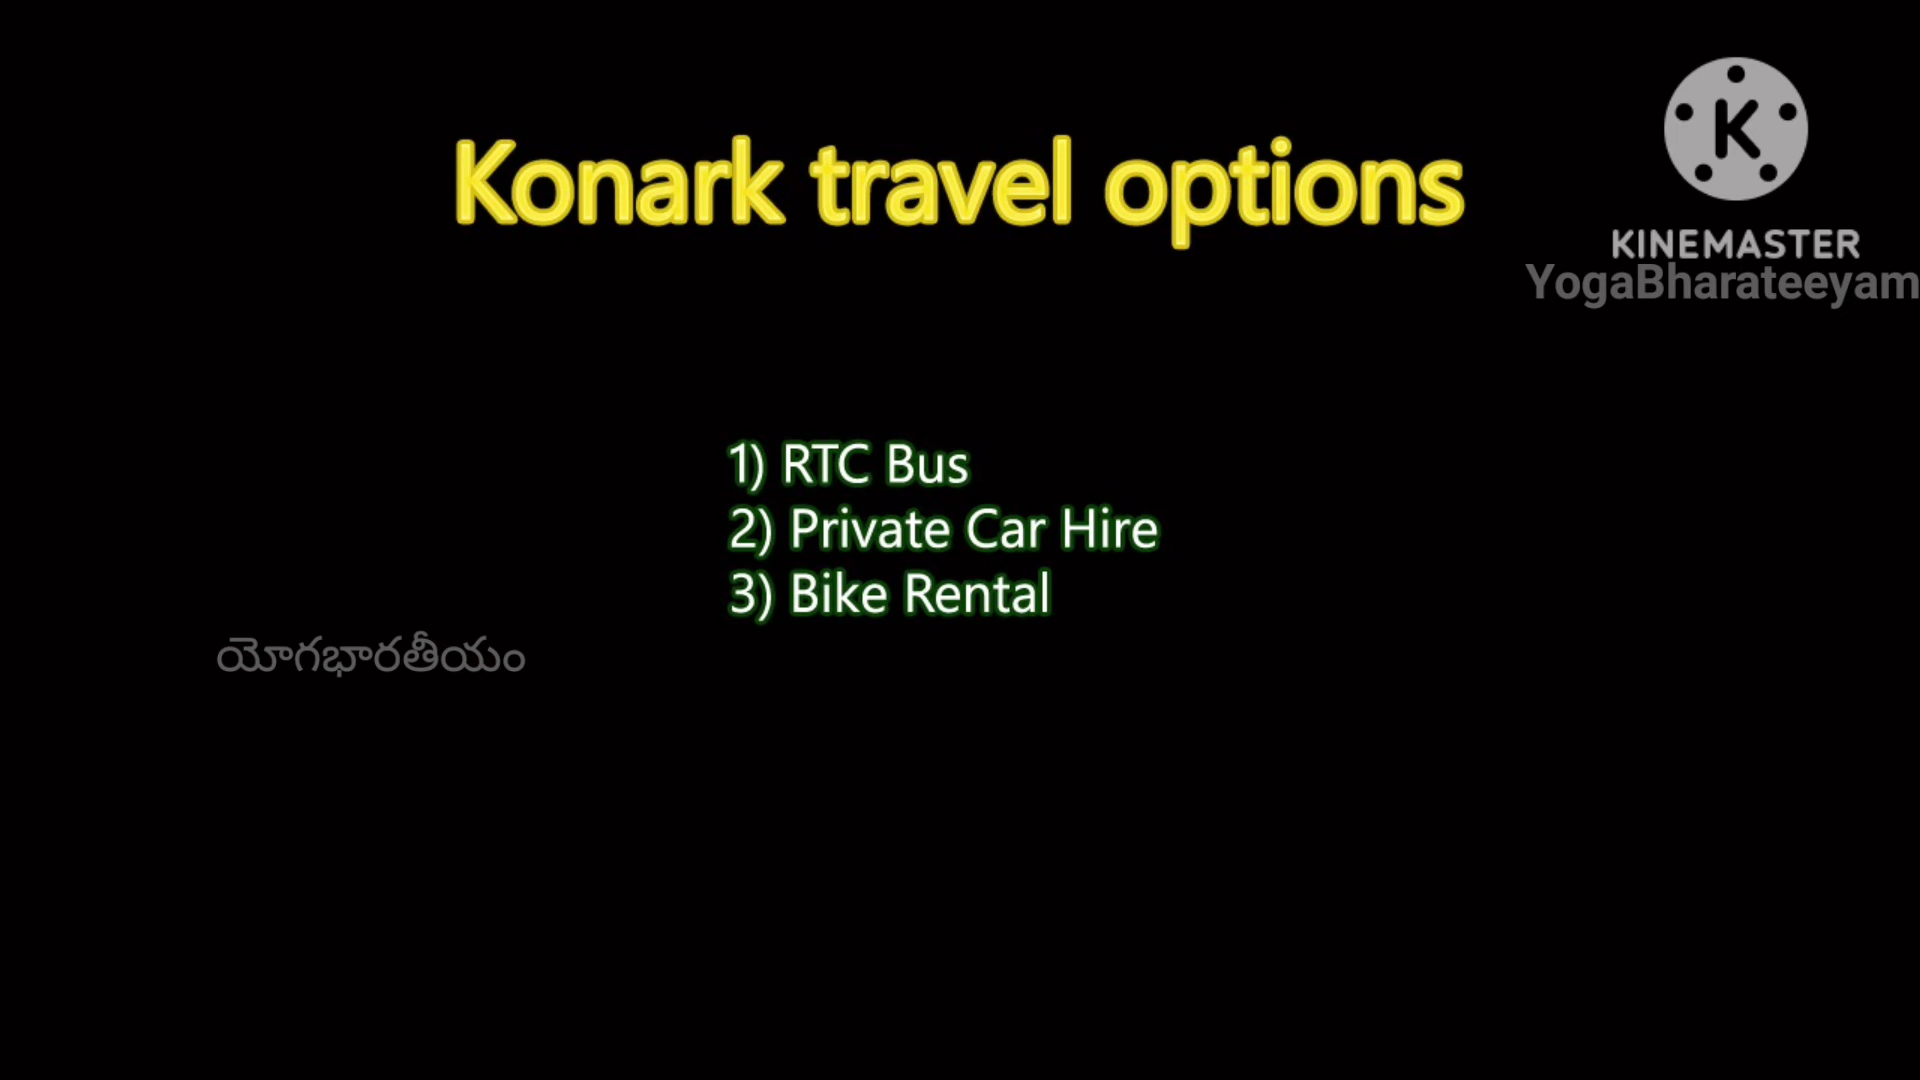 Konark travel options
KINEMASTER
YogaBharateeyam
1) RTC Bus
2) Private Car Hire
3) Bike Rental
యోగభారతీయం